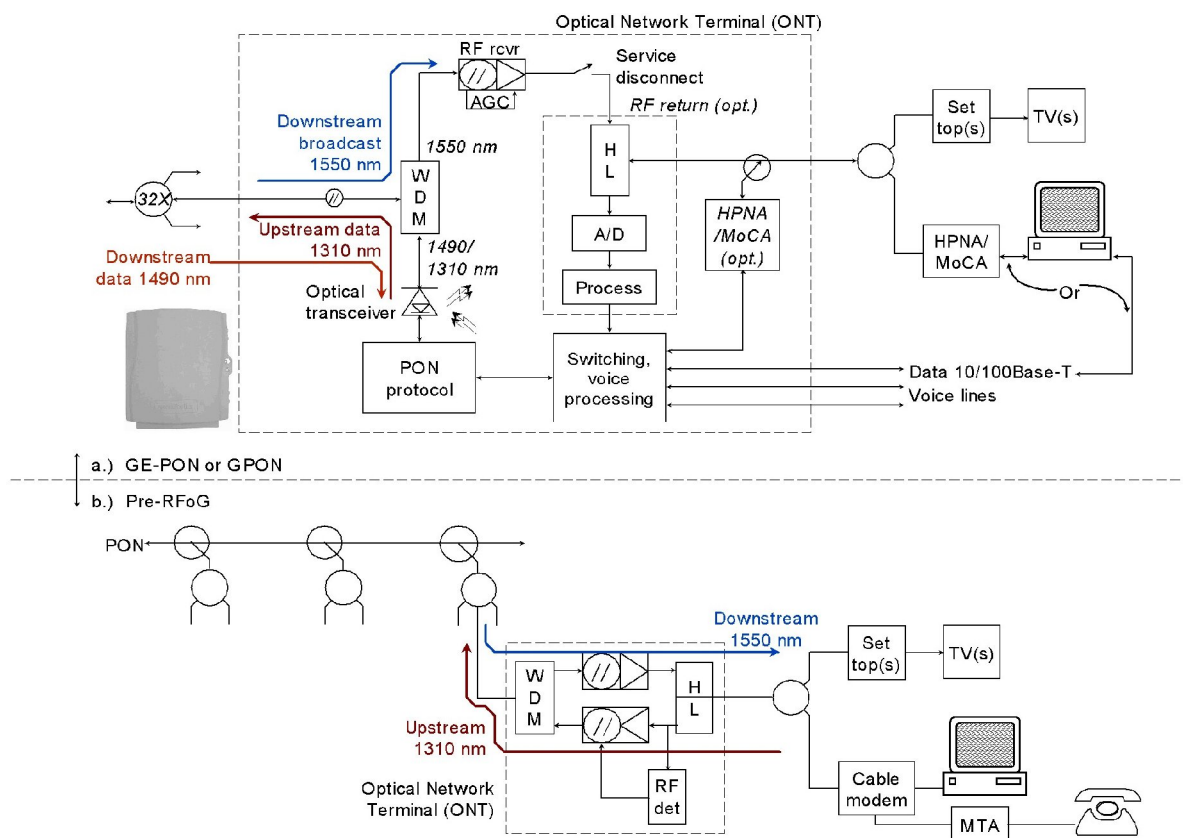 Optical Network Terminal (ONT)
RF rcvr
AGC
Service
disconnect
RF return (opt.)
Downstream
broadcast
1550 nm
1550 nm
H
L
Set
top(s)
TV(s)
32X
W
D
M
HPNA
/MoCA
(opt.)
HPNA/
MoCA
Upstream data
1310 nm
A/D
1490/
1310 nm
Downstream
data 1490 nm
Optical
transceiver
Process
Or
PON
protocol
Switching,
voice
processing
Data 10/100Base-T
Voice lines
a.) GE-PON or GPON
b.) Pre-RFoG
PON
Downstream
1550 nm
Set
top(s)
TV(s)
W
D
M
H
L
Upstream
1310 nm
RF
det
Optical Network
Terminal (ONT)
Cable
modem
MTA